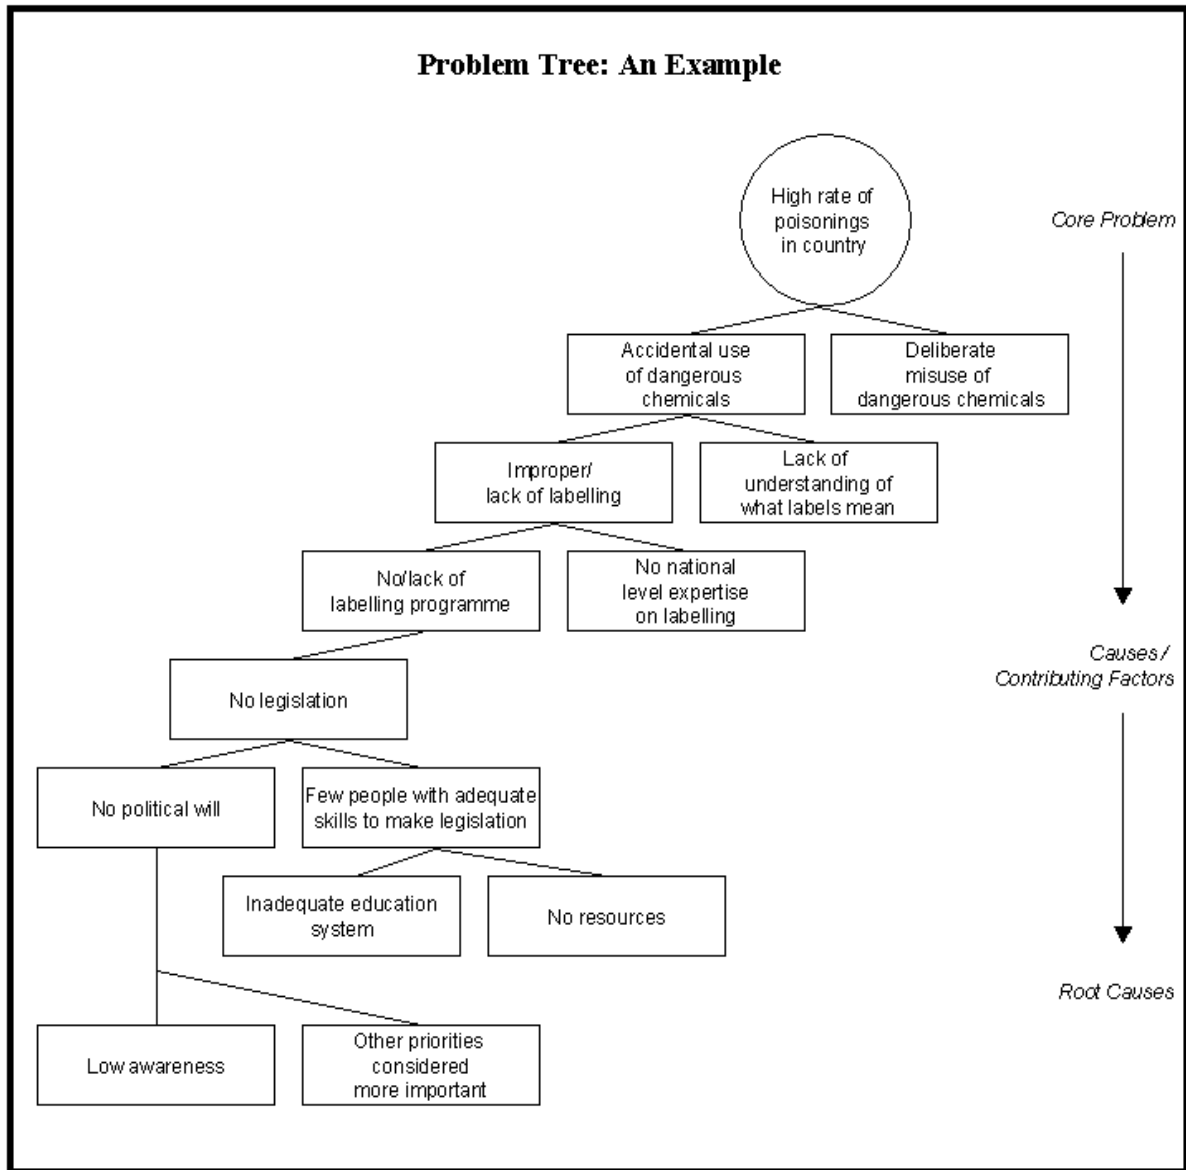 Problem Tree: An Example
High rate of
poisonings
in country
Core Problem
Accidental use
of dangerous
chemicals
Deliberate
misuse of
dangerous chemicals
Improper/
lack of labelling
Lack of
understanding of
what labels mean
No/lack of
labelling programme
No national
level expertise
on labelling
Causes /
Contributing Factors
No legislation
No political will
Few people with adequate
skills to make legislation
Inadequate education
system
No resources
Root Causes
Low awareness
Other priorities
considered
more important